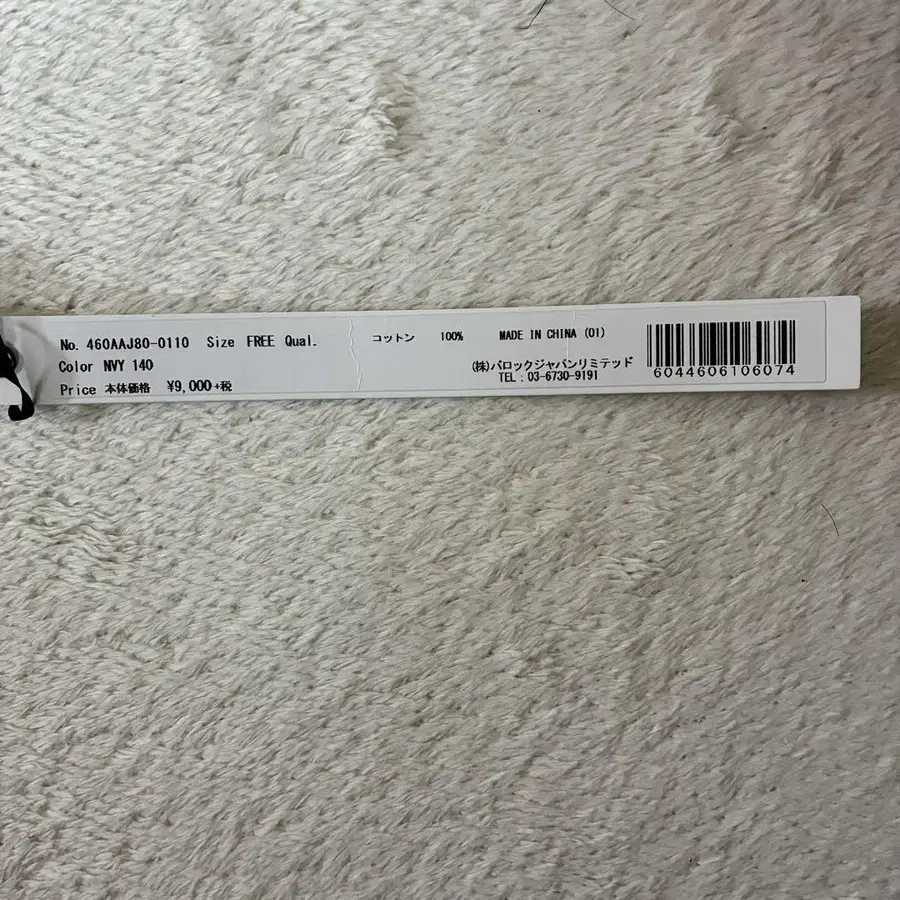 No. 460AAJ80-0110 Size FREE Qual. コットン 100% MADE IN CHINA (01)
Color NVY 140
Price 本体価格 ¥9,000+税
(株)バロックジャパンリミテッド
TEL：03-6730-9191
6044606106074